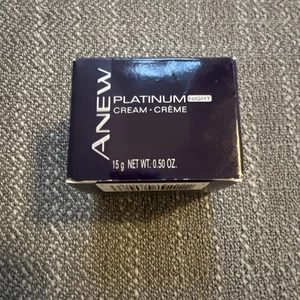 ANEW
PLATINUM NIGHT
CREAM • CRÈME
15 g NET WT. 0.50 OZ.